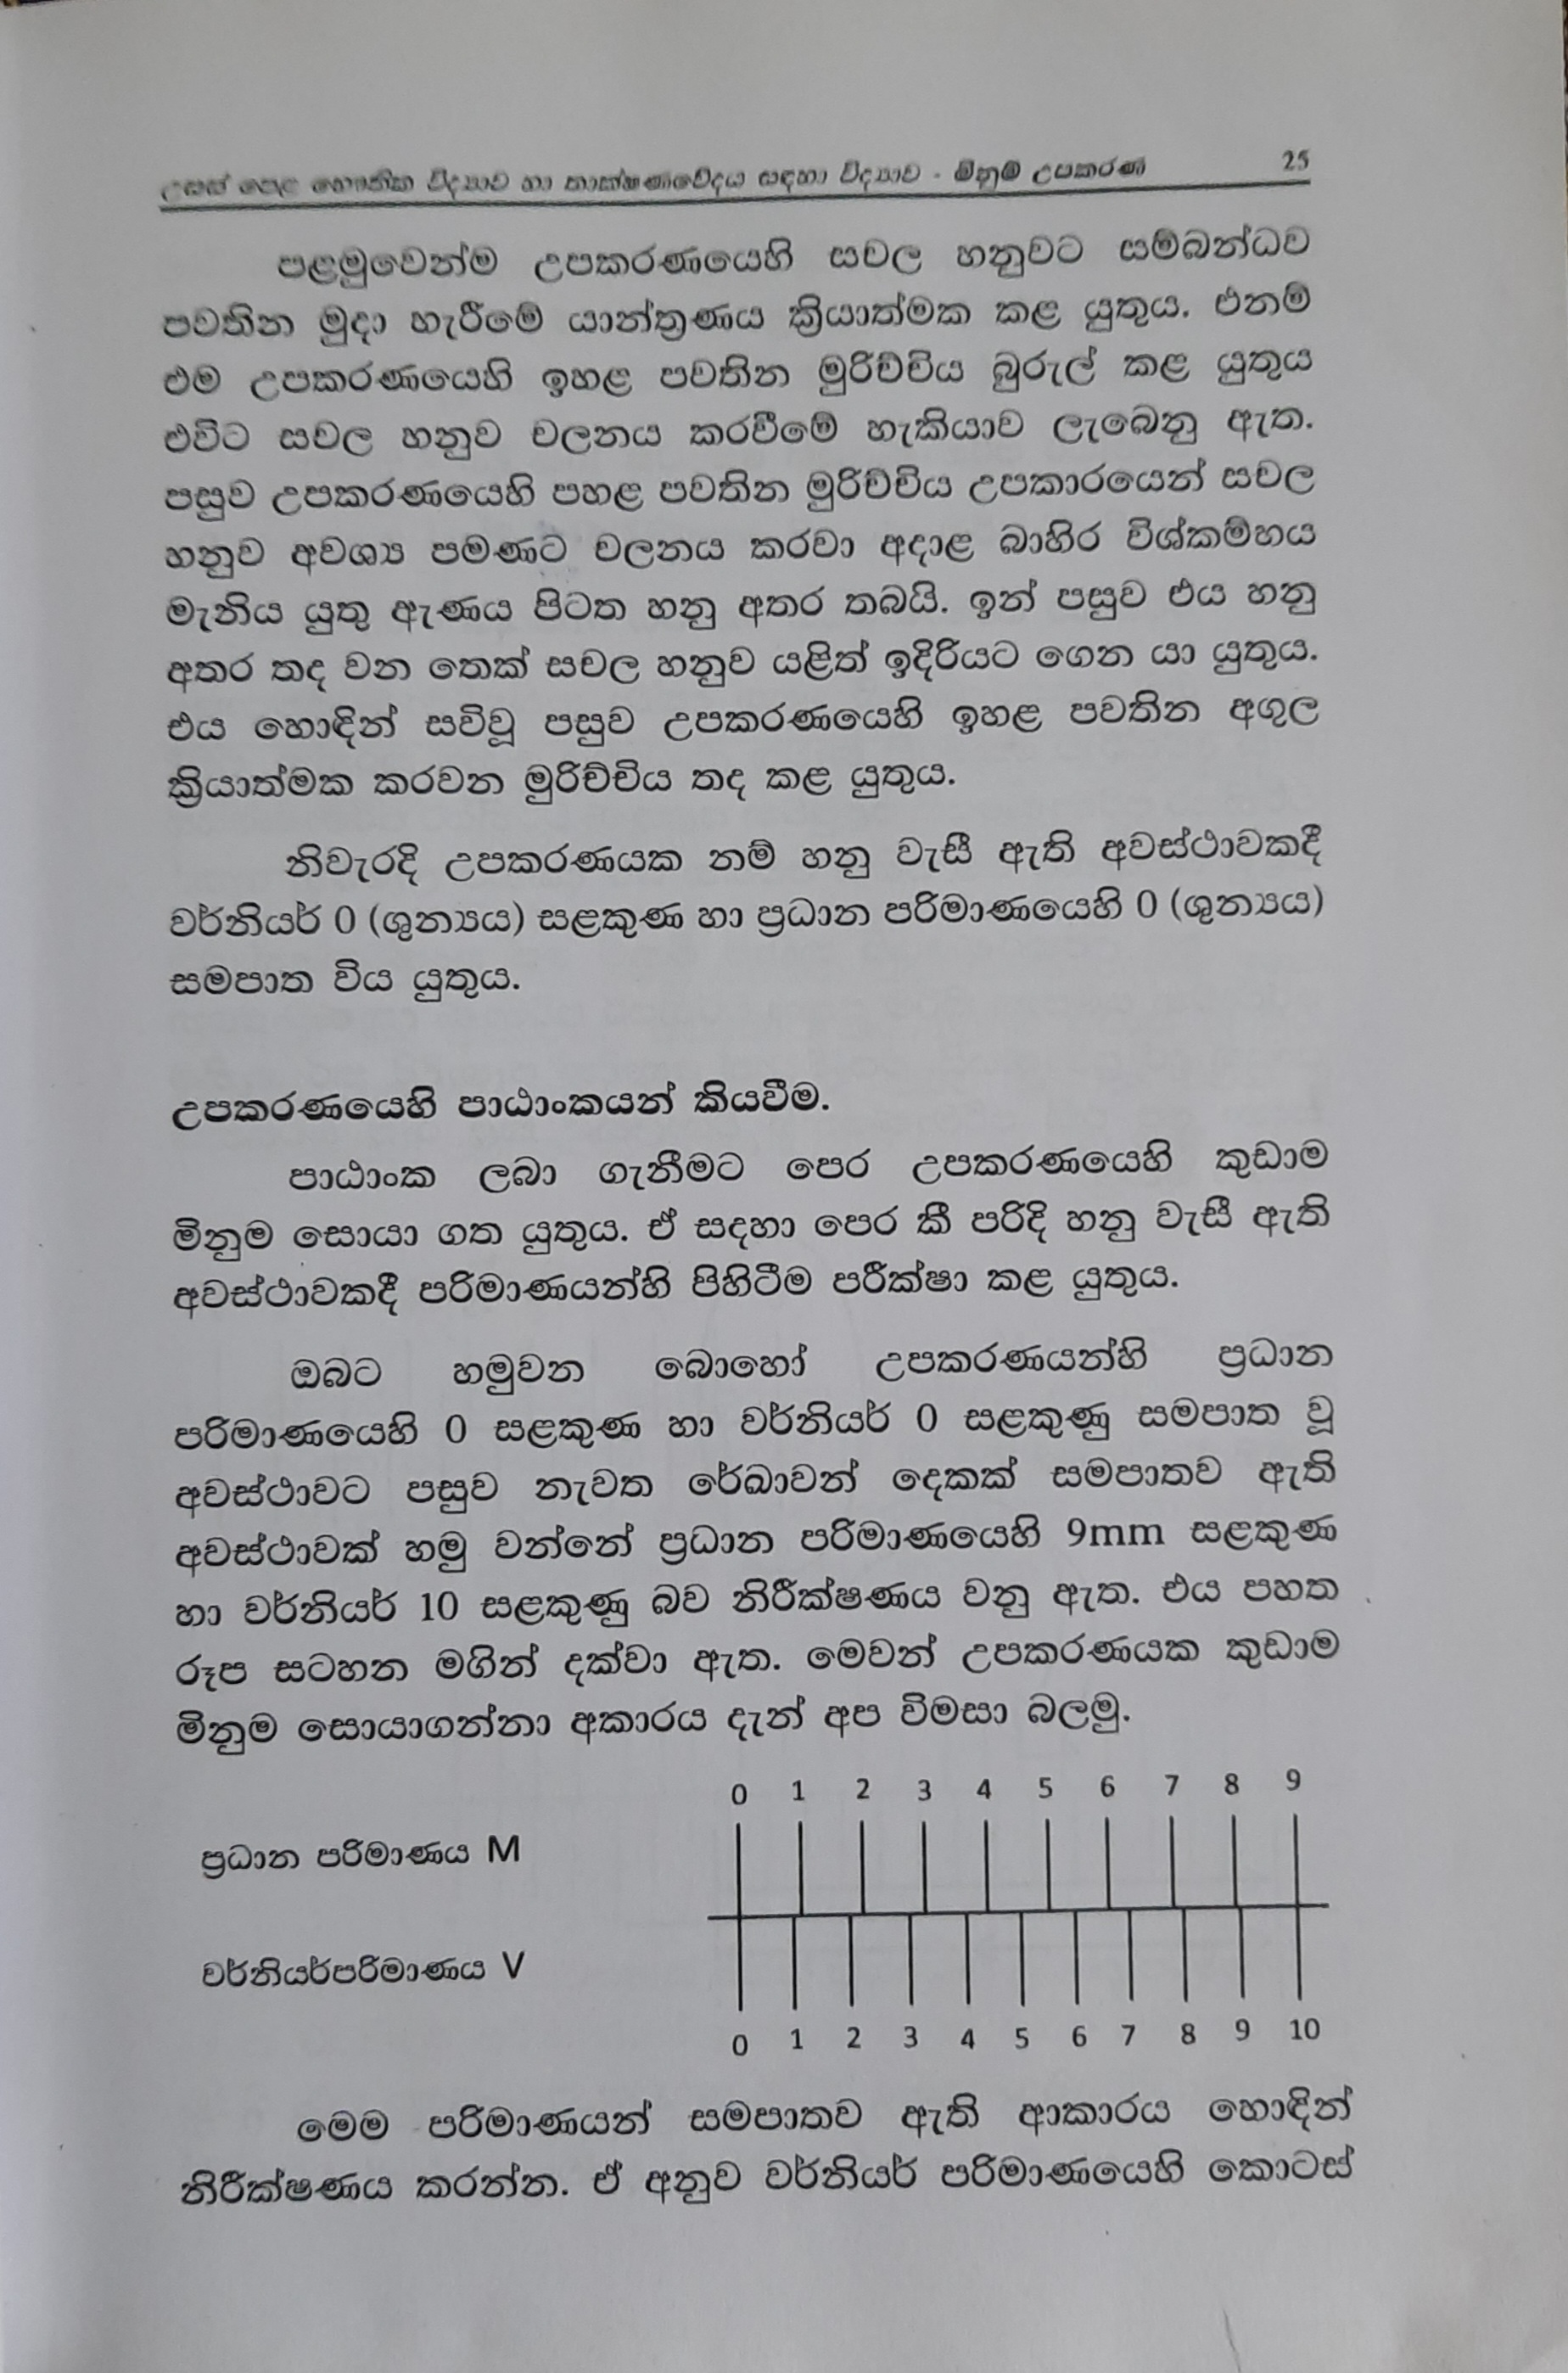 උසස් පෙළ භෞතික විද්‍යාව හා තාක්ෂණවේදය සඳහා විද්‍යාව - මිනුම් උපකරණ 25
පළමුවෙන්ම උපකරණයෙහි සචල හනුවට සම්බන්ධව
පවතින මුදා හැරීමේ යාන්ත්‍රණය ක්‍රියාත්මක කළ යුතුය. එනම්
එම උපකරණයෙහි ඉහළ පවතින මුරිච්චිය බුරුල් කළ යුතුය
එවිට සචල හනුව චලනය කරවීමේ හැකියාව ලැබෙනු ඇත.
පසුව උපකරණයෙහි පහළ පවතින මුරිච්චිය උපකාරයෙන් සචල
හනුව අවශ්‍ය පමණට චලනය කරවා අදාළ බාහිර විශ්කම්භය
මැනිය යුතු ඇණය පිටත හනු අතර තබයි. ඉන් පසුව එය හනු
අතර තද වන තෙක් සචල හනුව යළිත් ඉදිරියට ගෙන යා යුතුය.
එය හොඳින් සවිවූ පසුව උපකරණයෙහි ඉහළ පවතින අගුල
ක්‍රියාත්මක කරවන මුරිච්චිය තද කළ යුතුය.
නිවැරදි උපකරණයක නම් හනු වැසී ඇති අවස්ථාවකදී
වර්නියර් 0 (ශුන්‍යය) සළකුණ හා ප්‍රධාන පරිමාණයෙහි 0 (ශුන්‍යය)
සමපාත විය යුතුය.
උපකරණයෙහි පාඨාංකයන් කියවීම.
පාඨාංක ලබා ගැනීමට පෙර උපකරණයෙහි කුඩාම
මිනුම සොයා ගත යුතුය. ඒ සදහා පෙර කී පරිදි හනු වැසී ඇති
අවස්ථාවකදී පරිමාණයන්හි පිහිටීම පරීක්ෂා කළ යුතුය.
ඔබට හමුවන බොහෝ උපකරණයන්හි ප්‍රධාන
පරිමාණයෙහි 0 සළකුණ හා වර්නියර් 0 සළකුණු සමපාත වූ
අවස්ථාවට පසුව නැවත රේඛාවන් දෙකක් සමපාතව ඇති
අවස්ථාවක් හමු වන්නේ ප්‍රධාන පරිමාණයෙහි 9mm සළකුණ
හා වර්නියර් 10 සළකුණු බව නිරීක්ෂණය වනු ඇත. එය පහත
රූප සටහන මගින් දක්වා ඇත. මෙවන් උපකරණයක කුඩාම
මිනුම සොයාගන්නා අකාරය දැන් අප විමසා බලමු.
0 1 2 3 4 5 6 7 8 9
ප්‍රධාන පරිමාණය M
වර්නියර්පරිමාණය V
0 1 2 3 4 5 6 7 8 9 10
මෙම පරිමාණයන් සමපාතව ඇති ආකාරය හොඳින්
නිරීක්ෂණය කරන්න. ඒ අනුව වර්නියර් පරිමාණයෙහි කොටස්